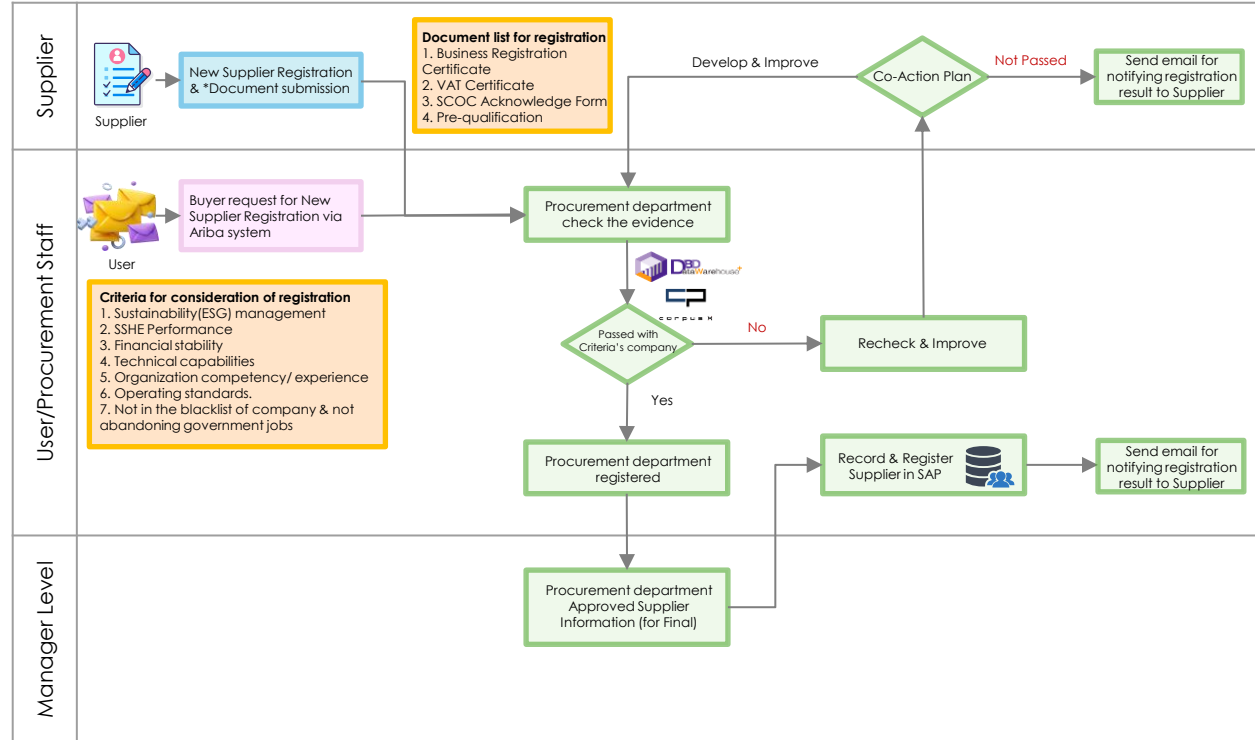 Supplier
Supplier
New Supplier Registration
& *Document submission
Document list for registration
1. Business Registration
Certificate
2. VAT Certificate
3. SCOC Acknowledge Form
4. Pre-qualification
Develop & Improve
Co-Action Plan
Not Passed
Send email for
notifying registration
result to Supplier
User/Procurement Staff
User
Buyer request for New
Supplier Registration via
Ariba system
Procurement department
check the evidence
DBD
DataWarehouse+
corpusx
Criteria for consideration of registration
1. Sustainability(ESG) management
2. SSHE Performance
3. Financial stability
4. Technical capabilities
5. Organization competency/ experience
6. Operating standards.
7. Not in the blacklist of company & not
abandoning government jobs
Passed with
Criteria's company
No
Recheck & Improve
Yes
Procurement department
registered
Record & Register
Supplier in SAP
Send email for
notifying registration
result to Supplier
Manager Level
Procurement department
Approved Supplier
Information (for Final)